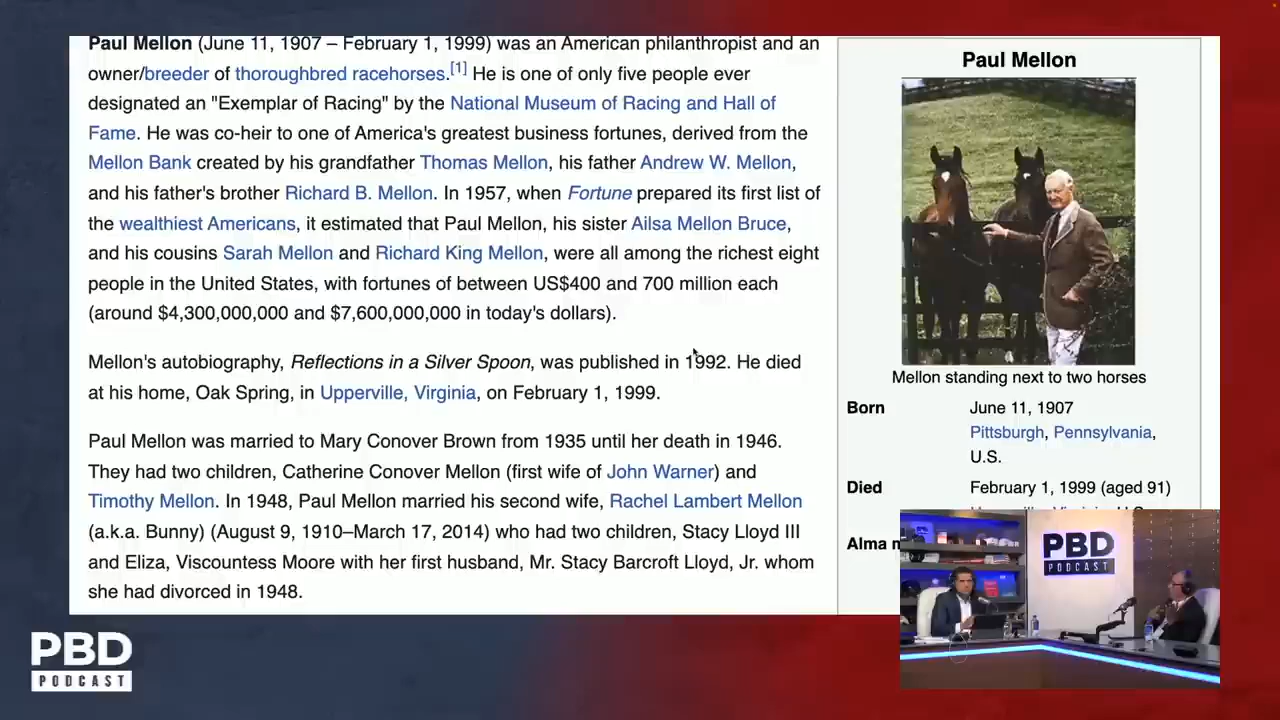 Paul Mellon (June 11, 1907 – February 1, 1999) was an American philanthropist and an
owner/breeder of thoroughbred racehorses.[1] He is one of only five people ever
designated an "Exemplar of Racing" by the National Museum of Racing and Hall of
Fame. He was co-heir to one of America's greatest business fortunes, derived from the
Mellon Bank created by his grandfather Thomas Mellon, his father Andrew W. Mellon,
and his father's brother Richard B. Mellon. In 1957, when Fortune prepared its first list of
the wealthiest Americans, it estimated that Paul Mellon, his sister Ailsa Mellon Bruce,
and his cousins Sarah Mellon and Richard King Mellon, were all among the richest eight
people in the United States, with fortunes of between US$400 and 700 million each
(around $4,300,000,000 and $7,600,000,000 in today's dollars).
Mellon's autobiography, Reflections in a Silver Spoon, was published in 1992. He died
at his home, Oak Spring, in Upperville, Virginia, on February 1, 1999.
Paul Mellon was married to Mary Conover Brown from 1935 until her death in 1946.
They had two children, Catherine Conover Mellon (first wife of John Warner) and
Timothy Mellon. In 1948, Paul Mellon married his second wife, Rachel Lambert Mellon
(a.k.a. Bunny) (August 9, 1910–March 17, 2014) who had two children, Stacy Lloyd III
and Eliza, Viscountess Moore with her first husband, Mr. Stacy Barcroft Lloyd, Jr. whom
she had divorced in 1948.
Paul Mellon
Mellon standing next to two horses
Born June 11, 1907
Pittsburgh, Pennsylvania,
U.S.
Died February 1, 1999 (aged 91)
Alma
PBD
PODCAST
PBD
PODCAST